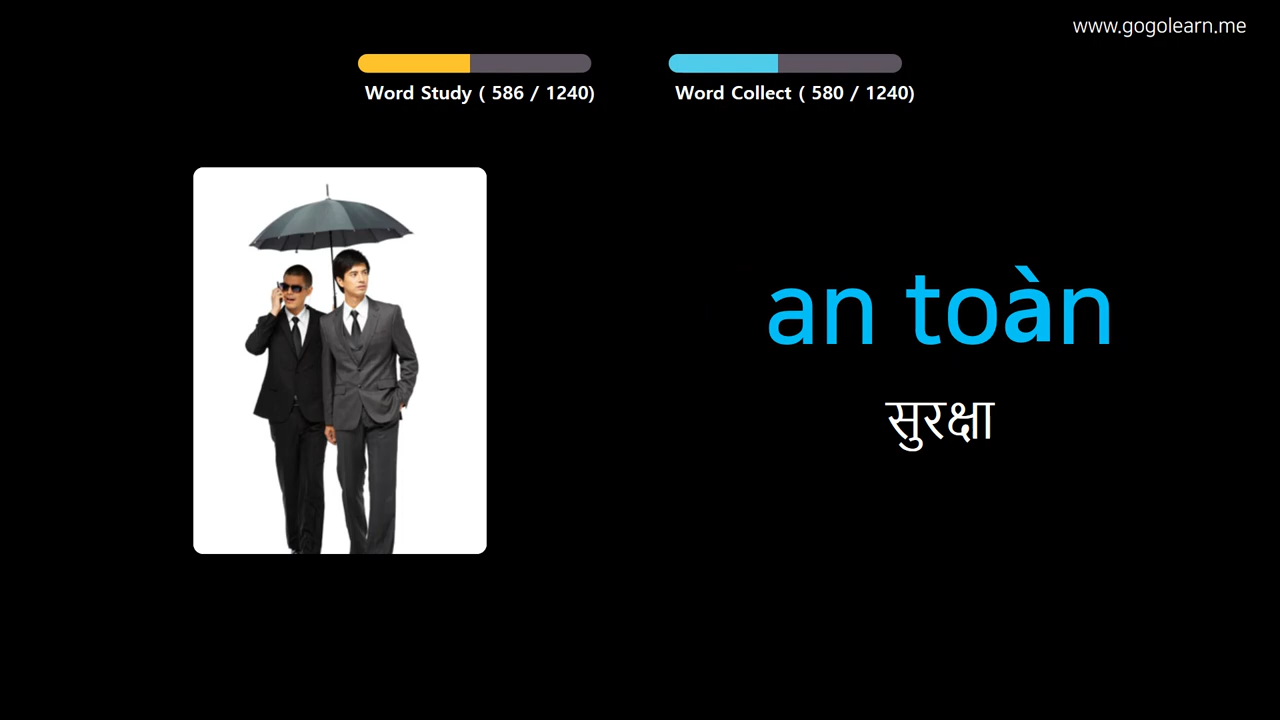 www.gogolearn.me
Word Study ( 586 / 1240)
Word Collect ( 580 / 1240)
an toàn
सुरक्षा